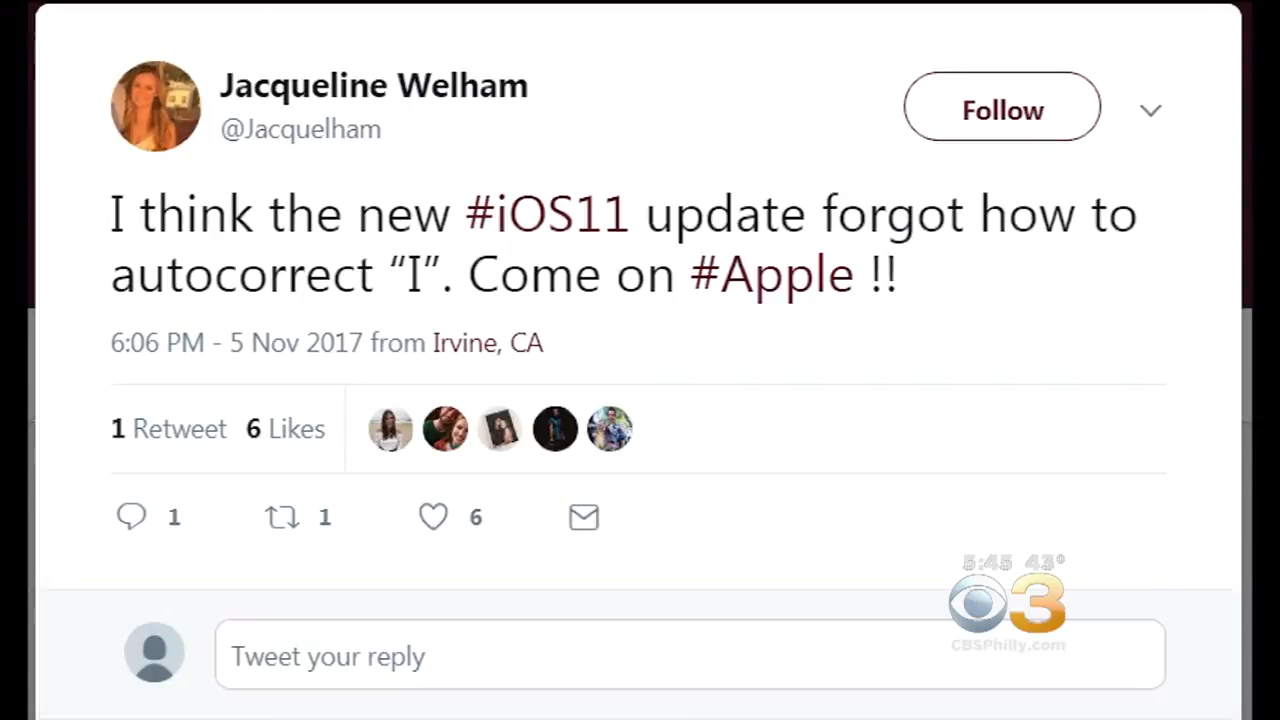 Jacqueline Welham
@Jacquelham
Follow
I think the new #iOS11 update forgot how to
autocorrect “I”. Come on #Apple !!
6:06 PM - 5 Nov 2017 from Irvine, CA
1 Retweet 6 Likes
1 1 6
5:45 43°
3
CBSPhilly.com
Tweet your reply